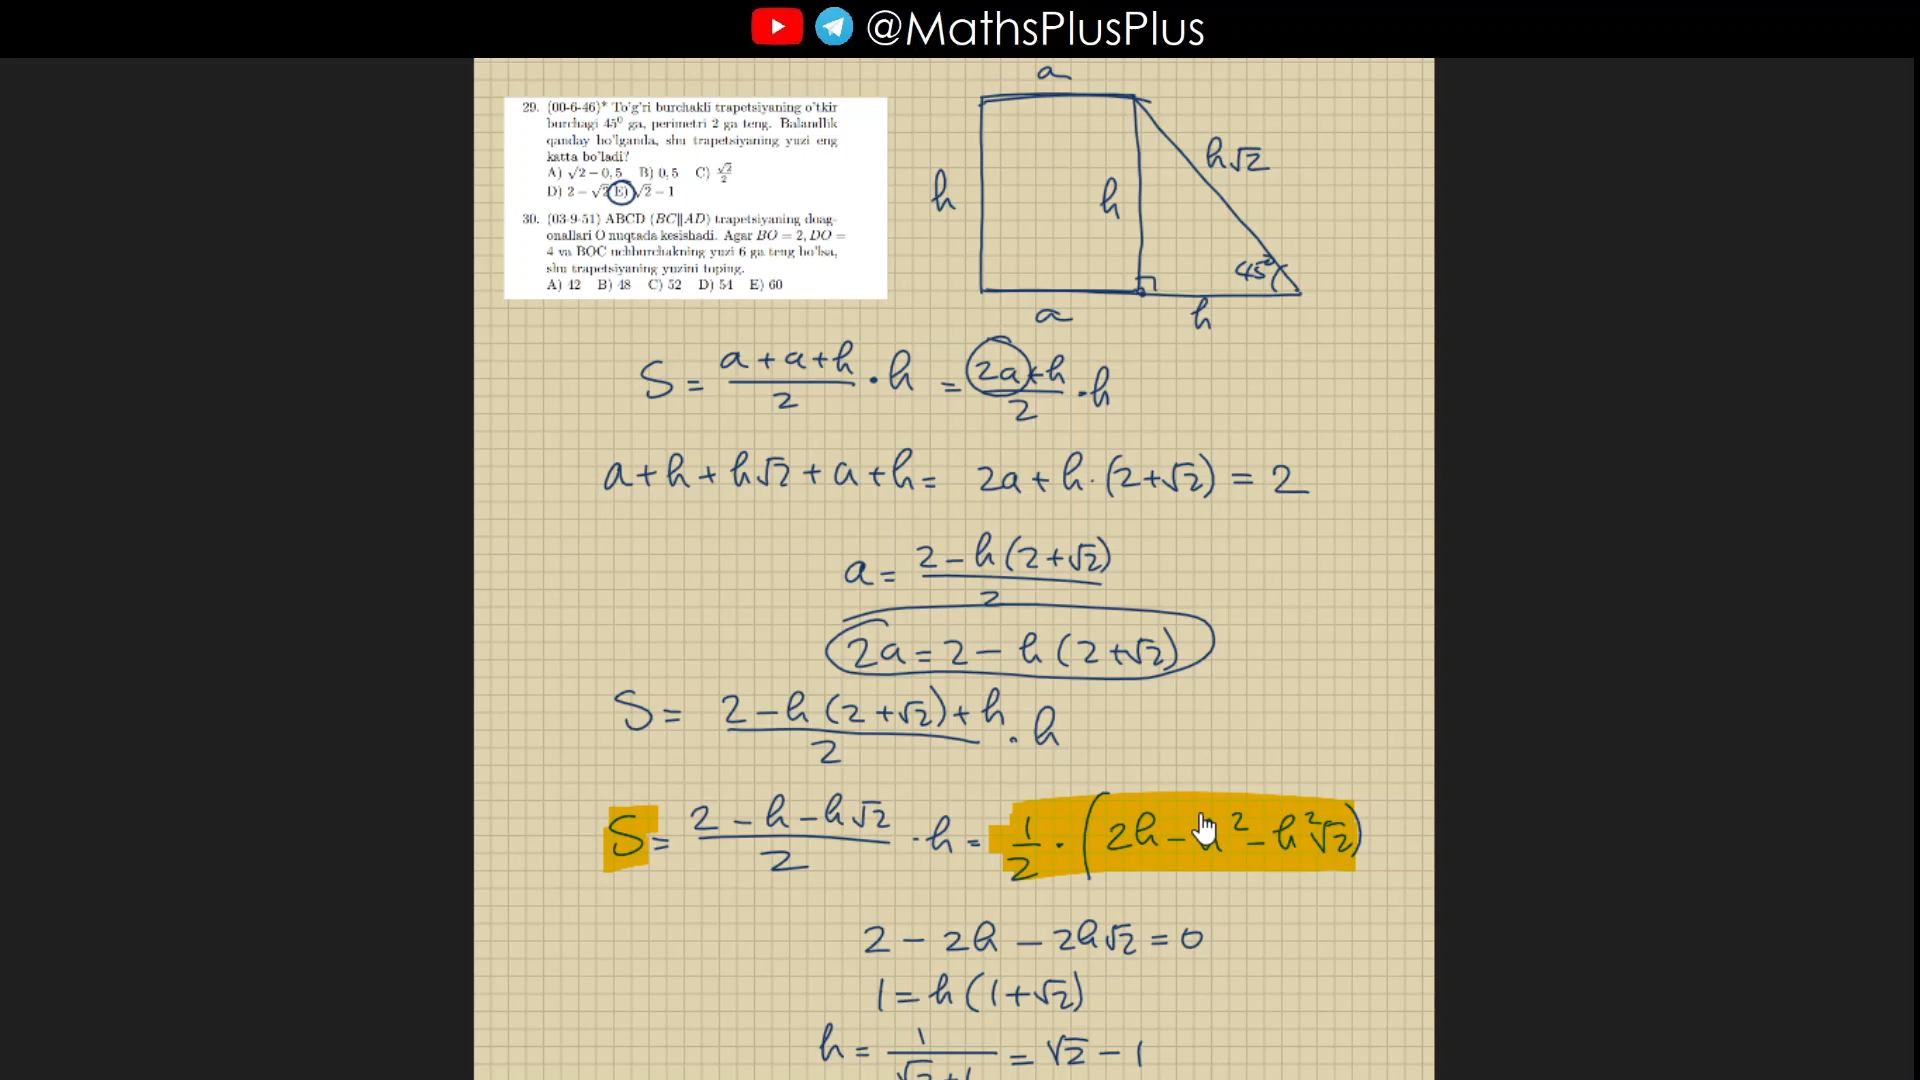 @MathsPlusPlus
29. (00-6-46)* To'g'ri burchakli trapetsiyaning o'tkir
burchagi 45⁰ ga, perimetri 2 ga teng. Balandlik
qanday bo'lganda, shu trapetsiyaning yuzi eng
katta bo'ladi?
A) √2 − 0,5 B) 0,5 C) √2/2
D) 2 − √2 E) √2 − 1
30. (03-9-51) ABCD (BC∥AD) trapetsiyaning doag-
onallari O nuqtada kesishadi. Agar BO = 2, DO =
4 va BOC uchburchakning yuzi 6 ga teng bo'lsa,
shu trapetsiyaning yuzini toping.
A) 42 B) 48 C) 52 D) 54 E) 60
a
h
h
h√2
45°
a
h
S = (a+a+h)/2 · h = (2a+h)/2 · h
a+h+h√2+a+h = 2a+h·(2+√2) = 2
a = (2−h(2+√2))/2
2a = 2−h(2+√2)
S = (2−h(2+√2)+h)/2 · h
S = (2−h−h√2)/2 · h = 1/2 · (2h−h²−h²√2)
2 − 2h − 2h√2 = 0
1 = h(1+√2)
h = 1/(√2+1) = √2 − 1